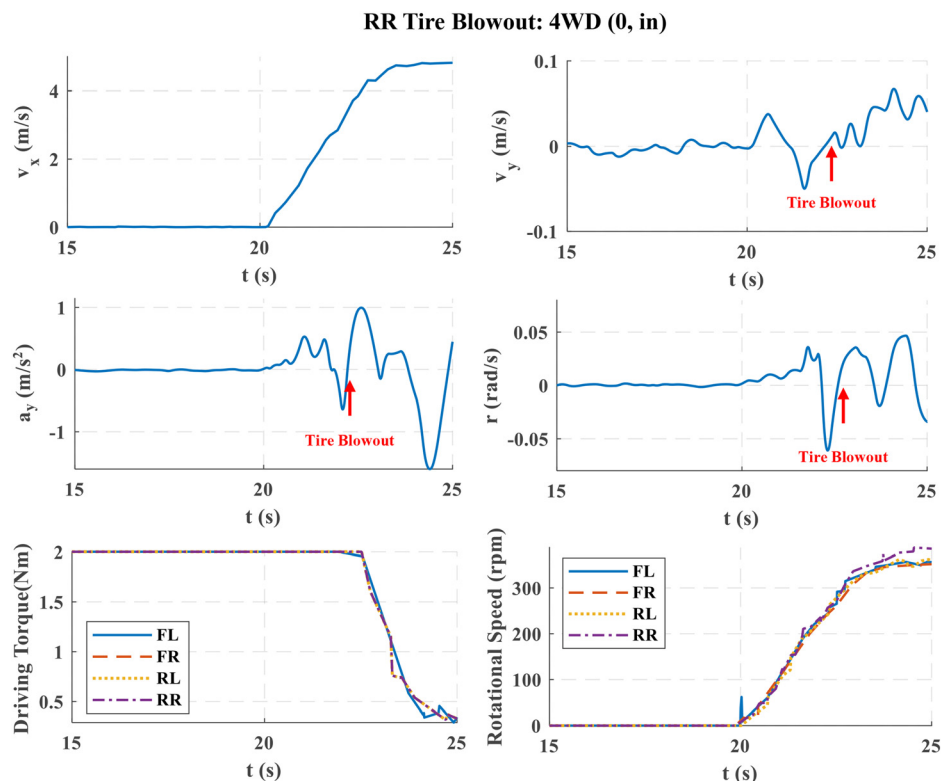 RR Tire Blowout: 4WD (0, in)
v_x (m/s)
4
2
0
15
20
25
t (s)
v_y (m/s)
0.1
0
-0.1
Tire Blowout
15
20
25
t (s)
a_y (m/s²)
1
0
-1
Tire Blowout
15
20
25
t (s)
r (rad/s)
0.05
0
-0.05
Tire Blowout
15
20
25
t (s)
Driving Torque(Nm)
2
1.5
1
0.5
FL
FR
RL
RR
15
20
25
t (s)
Rotational Speed (rpm)
300
200
100
0
FL
FR
RL
RR
15
20
25
t (s)